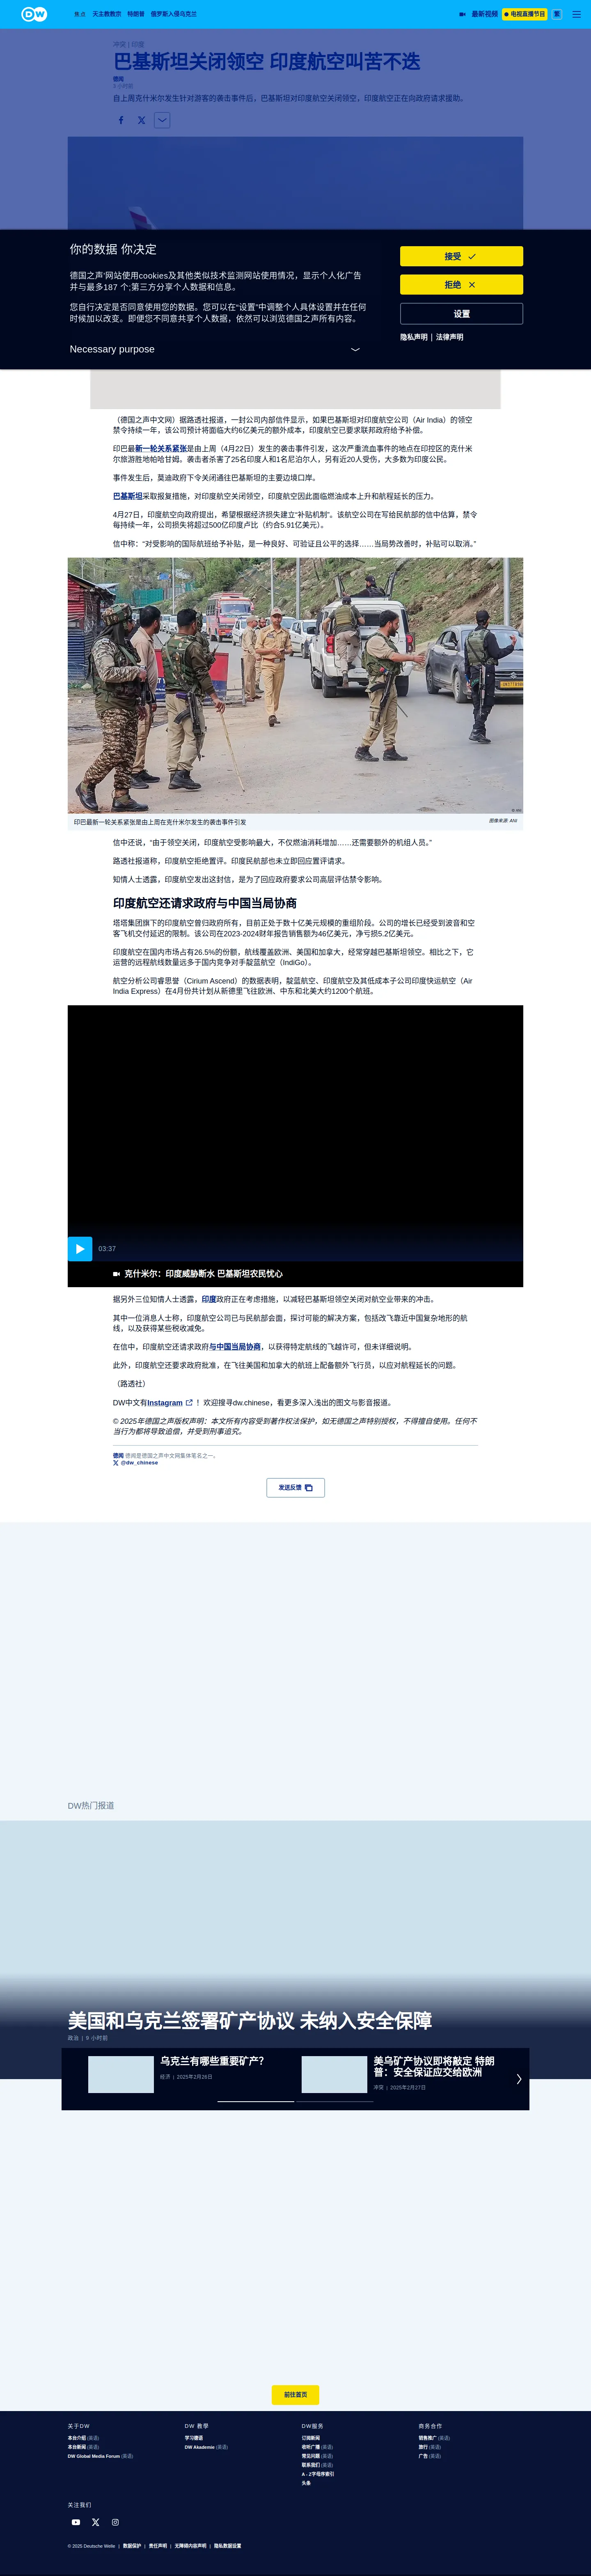 DW
焦点 天主教教宗 特朗普 俄罗斯入侵乌克兰
最新视频 电视直播节目 繁
冲突 | 印度
巴基斯坦关闭领空 印度航空叫苦不迭
德闻
9 小时前
自上周克什米尔发生针对游客的袭击事件后，巴基斯坦对印度航空关闭领空，印度航空正在向政府请求援助。
你的数据 你决定
德国之声'网站使用cookies及其他类似技术监测网站使用情况，显示个人化广告
并与最多187 个;第三方分享个人数据和信息。
您自行决定是否同意使用您的数据。您可以在"设置"中调整个人具体设置并在任何
时候加以改变。即便您不同意共享个人数据，依然可以浏览德国之声所有内容。
Necessary purpose
接受
拒绝
设置
隐私声明 | 法律声明
（德国之声中文网）据路透社报道，一封公司内部信件显示，如果巴基斯坦对印度航空公司（Air India）的领空
禁令持续一年，该公司预计将面临大约6亿美元的额外成本，印度航空已要求联邦政府给予补偿。
印巴最新一轮关系紧张是由上周（4月22日）发生的袭击事件引发，这次严重流血事件的地点在印控区的克什米
尔旅游胜地帕哈甘姆。袭击者杀害了25名印度人和1名尼泊尔人，另有近20人受伤，大多数为印度公民。
事件发生后，莫迪政府下令关闭通往巴基斯坦的主要边境口岸。
巴基斯坦采取报复措施，对印度航空关闭领空，印度航空因此面临燃油成本上升和航程延长的压力。
4月27日，印度航空向政府提出，希望根据经济损失建立“补贴机制”。该航空公司在写给民航部的信中估算，禁令
每持续一年，公司损失将超过500亿印度卢比（约合5.91亿美元）。
信中称：“对受影响的国际航班给予补贴，是一种良好、可验证且公平的选择……当局势改善时，补贴可以取消。”
印巴最新一轮关系紧张是由上周在克什米尔发生的袭击事件引发
图像来源 ANI
信中还说，“由于领空关闭，印度航空受影响最大，不仅燃油消耗增加……还需要额外的机组人员。”
路透社报道称，印度航空拒绝置评。印度民航部也未立即回应置评请求。
知情人士透露，印度航空发出这封信，是为了回应政府要求公司高层评估禁令影响。
印度航空还请求政府与中国当局协商
塔塔集团旗下的印度航空曾归政府所有，目前正处于数十亿美元规模的重组阶段。公司的增长已经受到波音和空
客飞机交付延迟的限制。该公司在2023-2024财年报告销售额为46亿美元，净亏损5.2亿美元。
印度航空在国内市场占有26.5%的份额，航线覆盖欧洲、美国和加拿大，经常穿越巴基斯坦领空。相比之下，它
运营的远程航线数量远多于国内竞争对手靛蓝航空（IndiGo）。
航空分析公司睿思誉（Cirium Ascend）的数据表明，靛蓝航空、印度航空及其低成本子公司印度快运航空（Air
India Express）在4月份共计划从新德里飞往欧洲、中东和北美大约1200个航班。
03:37
克什米尔：印度威胁断水 巴基斯坦农民忧心
据另外三位知情人士透露，印度政府正在考虑措施，以减轻巴基斯坦领空关闭对航空业带来的冲击。
其中一位消息人士称，印度航空公司已与民航部会面，探讨可能的解决方案，包括改飞靠近中国复杂地形的航
线，以及获得某些税收减免。
在信中，印度航空还请求政府与中国当局协商，以获得特定航线的飞越许可，但未详细说明。
此外，印度航空还要求政府批准，在飞往美国和加拿大的航班上配备额外飞行员，以应对航程延长的问题。
（路透社）
DW中文有Instagram ！欢迎搜寻dw.chinese，看更多深入浅出的图文与影音报道。
© 2025年德国之声版权声明：本文所有内容受到著作权法保护，如无德国之声特别授权，不得擅自使用。任何不
当行为都将导致追偿，并受到刑事追究。
德闻 德闻是德国之声中文网集体笔名之一。
@dw_chinese
发送反馈
DW热门报道
美国和乌克兰签署矿产协议 未纳入安全保障
政治 | 9 小时前
乌克兰有哪些重要矿产？
经济 | 2025年2月26日
美乌矿产协议即将敲定 特朗
普：安全保证应交给欧洲
冲突 | 2025年2月27日
前往首页
关于DW
本台介绍 (英语)
本台新闻 (英语)
DW Global Media Forum (英语)
DW 教学
学习德语
DW Akademie (英语)
DW服务
订阅新闻
收听广播 (英语)
常见问题 (英语)
联系我们 (英语)
A - Z字母序索引
头条
商务合作
销售推广 (英语)
旅行 (英语)
广告 (英语)
关注我们
© 2025 Deutsche Welle | 数据保护 | 责任声明 | 无障碍内容声明 | 隐私数据设置